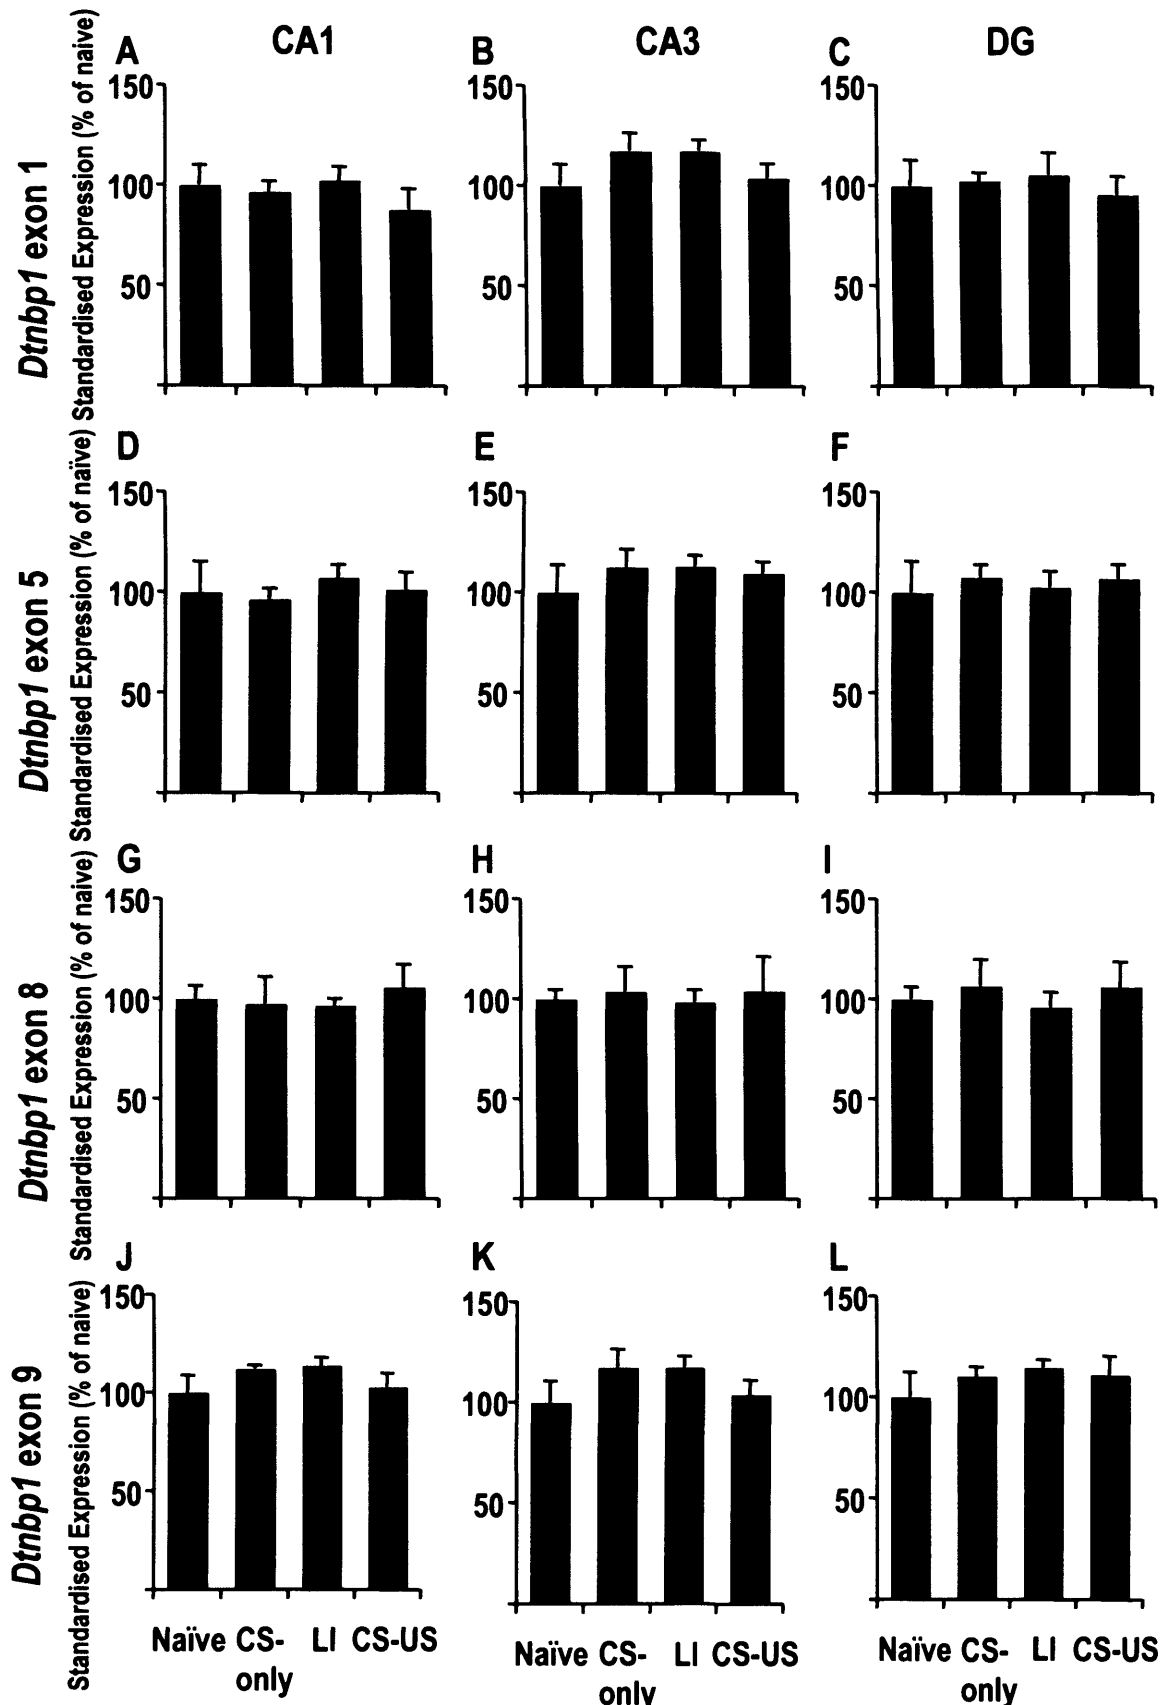 A CA1 B CA3 C DG
Dtnbp1 exon 1
Standardised Expression (% of naive)
150 150 150
100 100 100
50 50 50
D E F
Dtnbp1 exon 5
Standardised Expression (% of naïve)
150 150 150
100 100 100
50 50 50
G H I
Dtnbp1 exon 8
Standardised Expression (% of naive)
150 150 150
100 100 100
50 50 50
J K L
Dtnbp1 exon 9
Standardised Expression (% of naive)
150 150 150
100 100 100
50 50 50
Naïve CS- LI CS-US
only
Naïve CS- LI CS-US
only
Naïve CS- LI CS-US
only